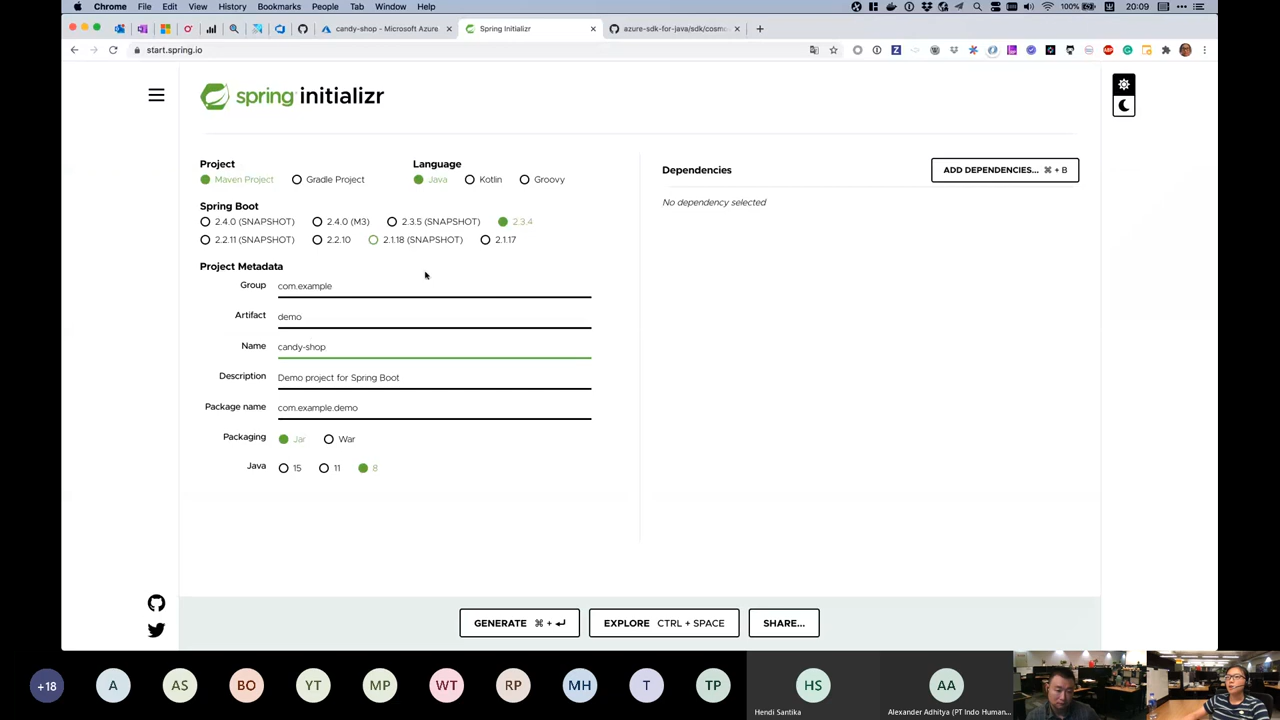 Chrome File Edit View History Bookmarks People Tab Window Help 100% 20:09
candy-shop - Microsoft Azure Spring Initializr azure-sdk-for-java/sdk/cosmo
start.spring.io
spring initializr
Project
Maven Project Gradle Project
Language
Java Kotlin Groovy
Spring Boot
2.4.0 (SNAPSHOT) 2.4.0 (M3) 2.3.5 (SNAPSHOT) 2.3.4
2.2.11 (SNAPSHOT) 2.2.10 2.1.18 (SNAPSHOT) 2.1.17
Project Metadata
Group com.example
Artifact demo
Name candy-shop
Description Demo project for Spring Boot
Package name com.example.demo
Packaging Jar War
Java 15 11 8
Dependencies
ADD DEPENDENCIES... ⌘ + B
No dependency selected
GENERATE ⌘ + ↵
EXPLORE CTRL + SPACE
SHARE...
+18 A AS BO YT MP WT RP MH T TP HS AA
Hendi Santika
Alexander Adhitya (PT Indo Human...